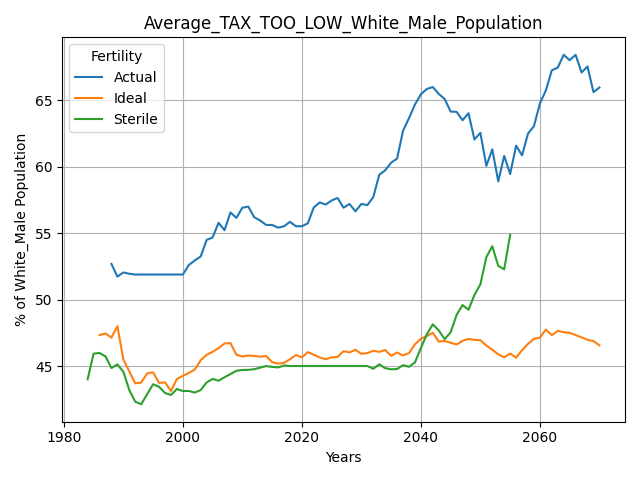 Average_TAX_TOO_LOW_White_Male_Population
Fertility
Actual
Ideal
Sterile
% of White_Male Population
65
60
55
50
45
1980 2000 2020 2040 2060
Years